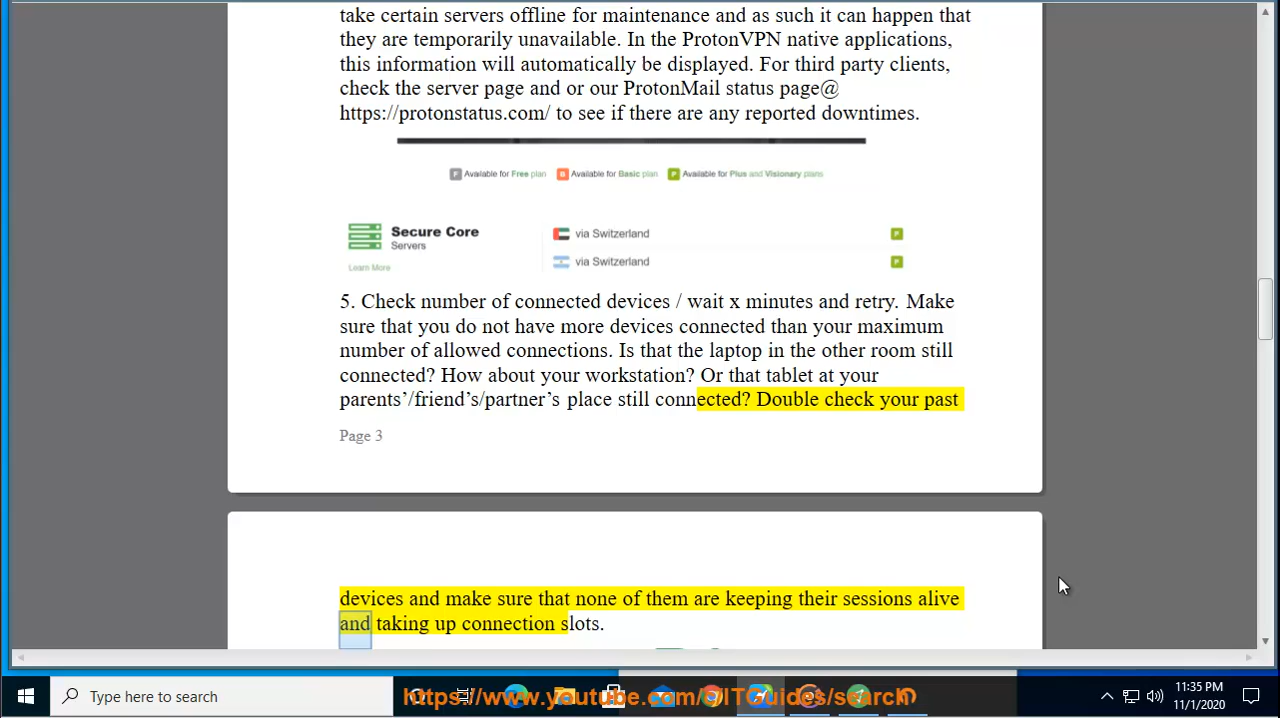 take certain servers offline for maintenance and as such it can happen that
they are temporarily unavailable. In the ProtonVPN native applications,
this information will automatically be displayed. For third party clients,
check the server page and or our ProtonMail status page@
https://protonstatus.com/ to see if there are any reported downtimes.
F Available for Free plan B Available for Basic plan P Available for Plus and Visionary plans
Secure Core
Servers
Learn More
via Switzerland P
via Switzerland P
5. Check number of connected devices / wait x minutes and retry. Make
sure that you do not have more devices connected than your maximum
number of allowed connections. Is that the laptop in the other room still
connected? How about your workstation? Or that tablet at your
parents’/friend’s/partner’s place still connected? Double check your past
Page 3
devices and make sure that none of them are keeping their sessions alive
and taking up connection slots.
Type here to search
https://www.youtube.com/UITGuides/search
11:35 PM
11/1/2020